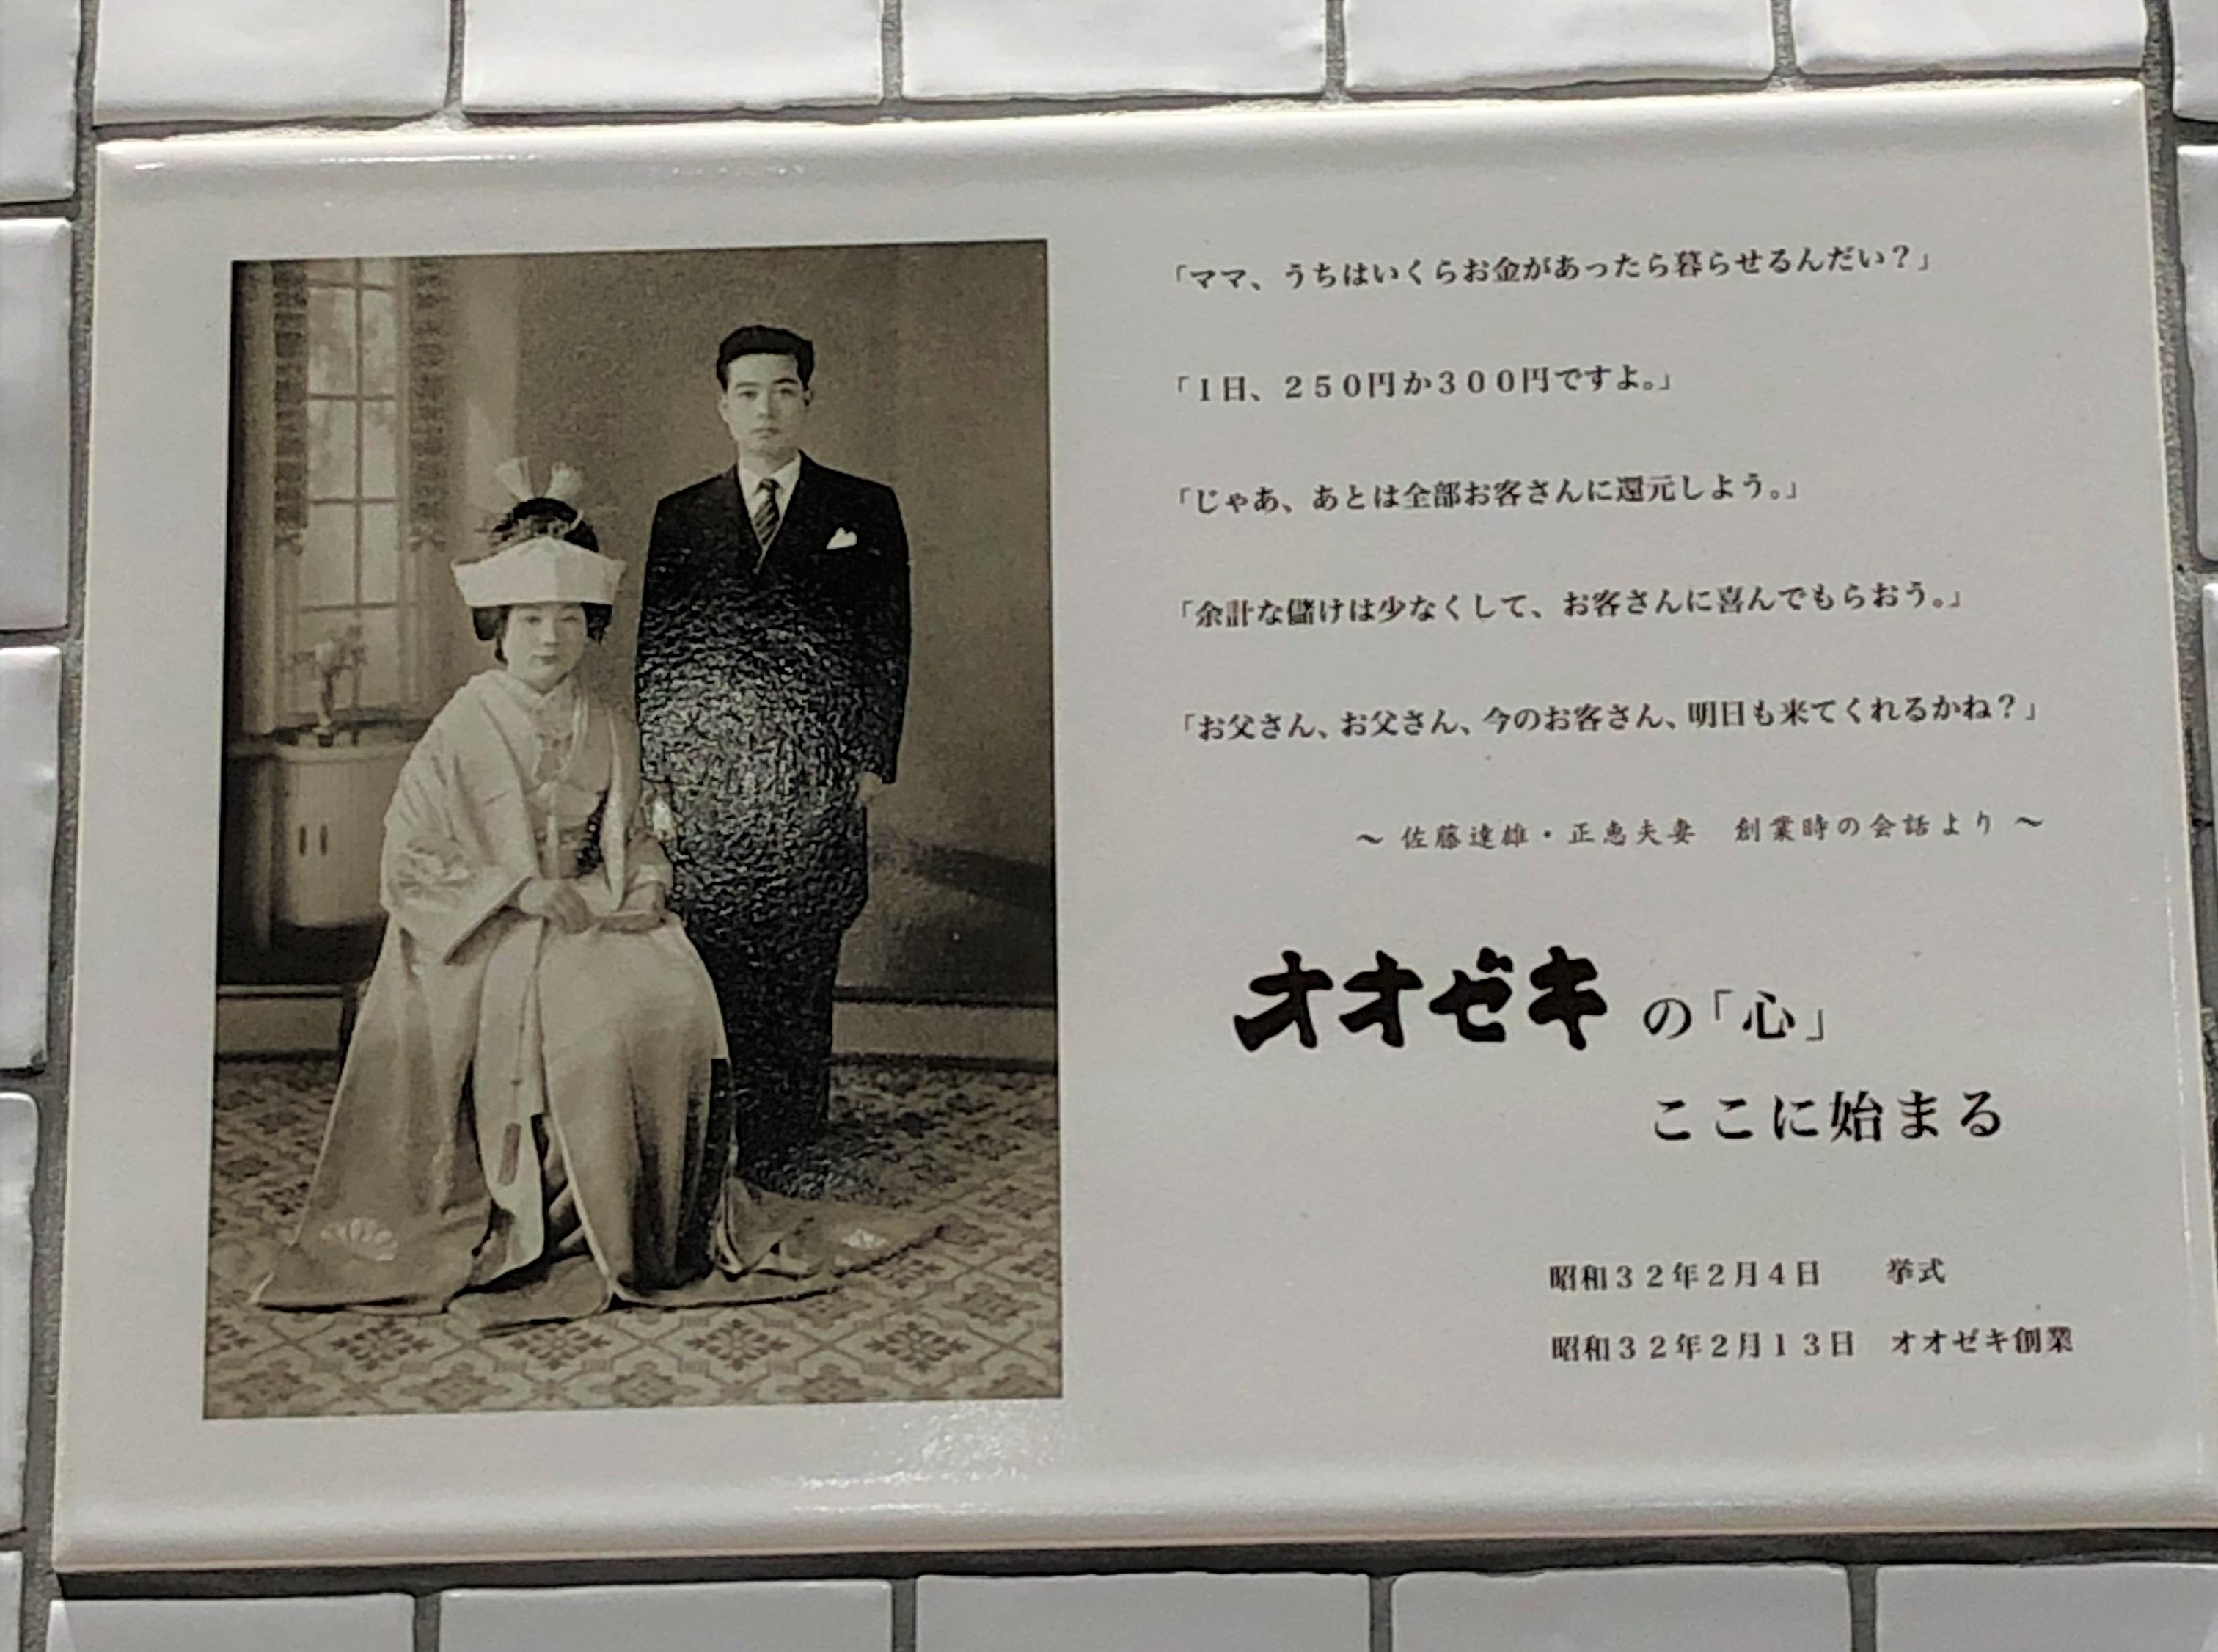 「ママ、うちはいくらお金があったら暮らせるんだい？」
「１日、２５０円か３００円ですよ。」
「じゃあ、あとは全部お客さんに還元しよう。」
「余計な儲けは少なくして、お客さんに喜んでもらおう。」
「お父さん、お父さん、今のお客さん、明日も来てくれるかね？」
～ 佐藤達雄・正恵夫妻　創業時の会話より ～
オオゼキ の「心」
ここに始まる
昭和３２年２月４日　　挙式
昭和３２年２月１３日　オオゼキ創業